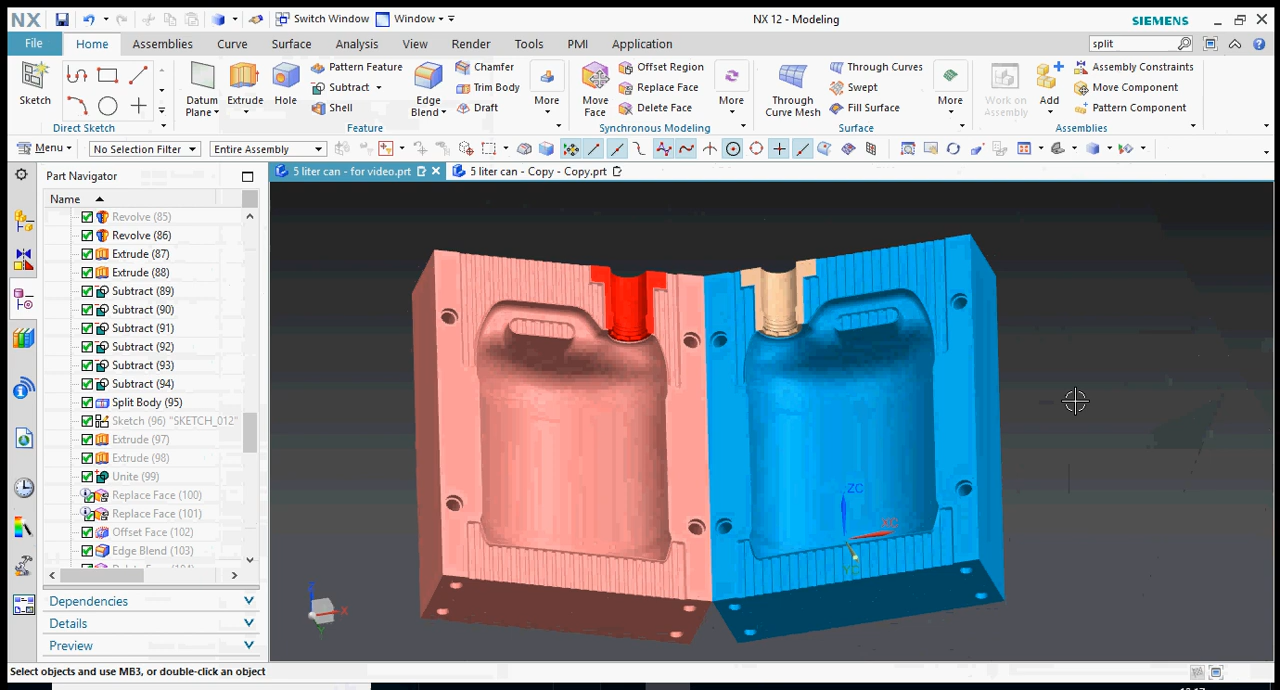 NX Switch Window Window NX 12 - Modeling SIEMENS
File Home Assemblies Curve Surface Analysis View Render Tools PMI Application split
Pattern Feature Chamfer Offset Region Through Curves Assembly Constraints
Subtract Trim Body Replace Face Swept Move Component
Shell Draft Delete Face Fill Surface Pattern Component
Sketch Datum Plane Extrude Hole Edge Blend More Move Face More Through Curve Mesh More Work on Assembly Add
Direct Sketch Feature Synchronous Modeling Surface Assemblies
Menu No Selection Filter Entire Assembly
Part Navigator 5 liter can - for video.prt 5 liter can - Copy - Copy.prt
Name
Revolve (85)
Revolve (86)
Extrude (87)
Extrude (88)
Subtract (89)
Subtract (90)
Subtract (91)
Subtract (92)
Subtract (93)
Subtract (94)
Split Body (95)
Sketch (96) "SKETCH_012"
Extrude (97)
Extrude (98)
Unite (99)
Replace Face (100)
Replace Face (101)
Offset Face (102)
Edge Blend (103)
Dependencies
Details
Preview
ZC
XC
YC
Z
X
Y
Select objects and use MB3, or double-click an object